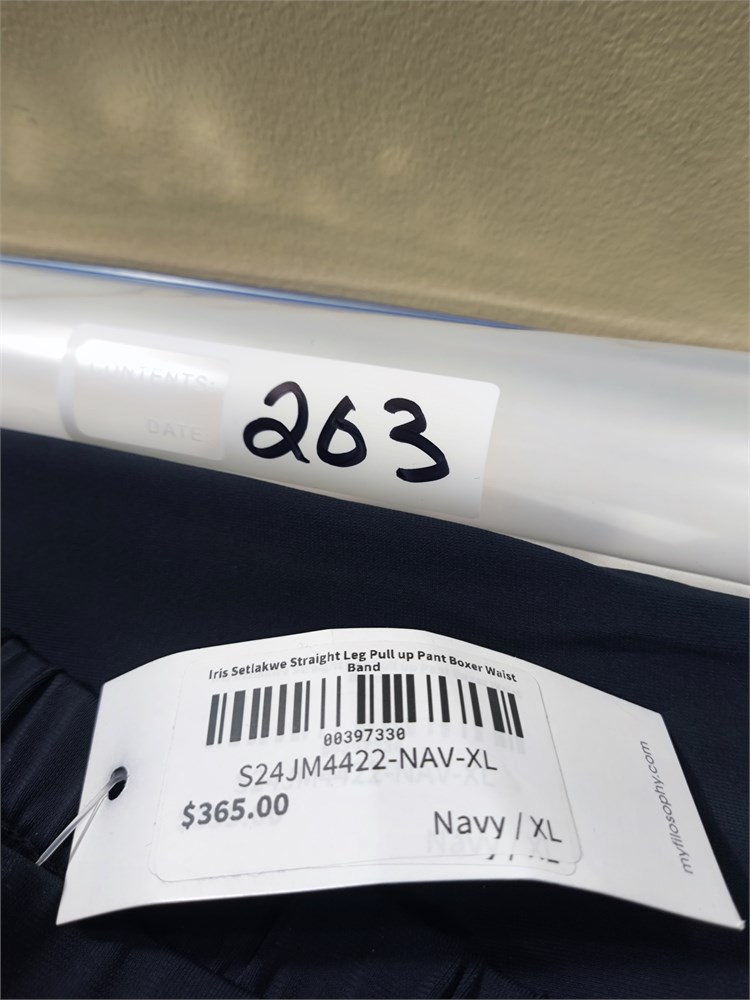 CONTENTS:
DATE
203
Iris Setlakwe Straight Leg Pull up Pant Boxer Waist
Band
00397330
S24JM4422-NAV-XL
$365.00
Navy / XL
myfilosophy.com